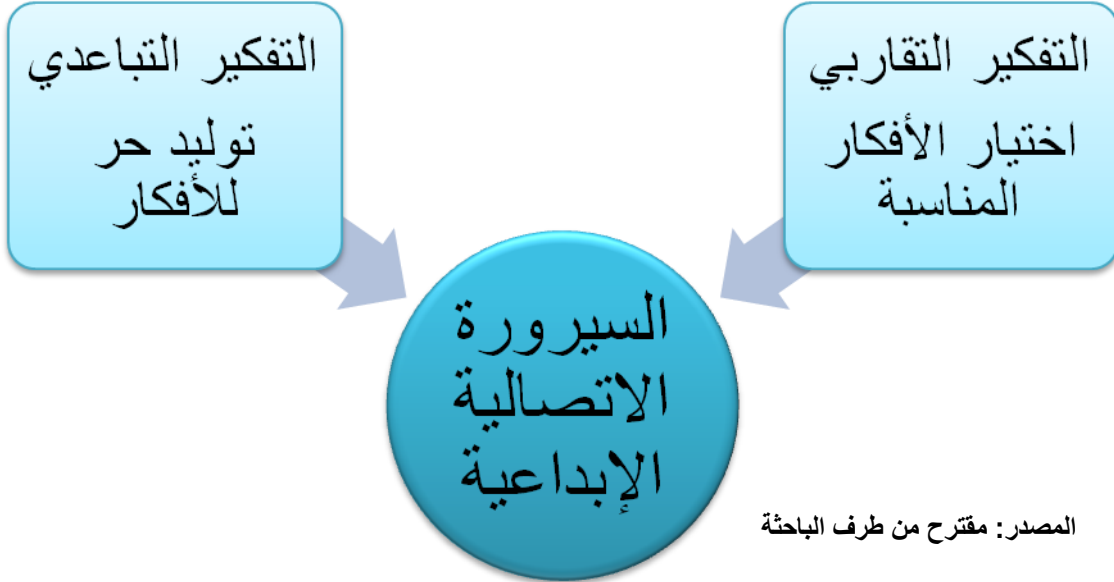 التفكير التقاربي
اختيار الأفكار
المناسبة
التفكير التباعدي
توليد حر
للأفكار
السيرورة
الاتصالية
الإبداعية
المصدر: مقترح من طرف الباحثة